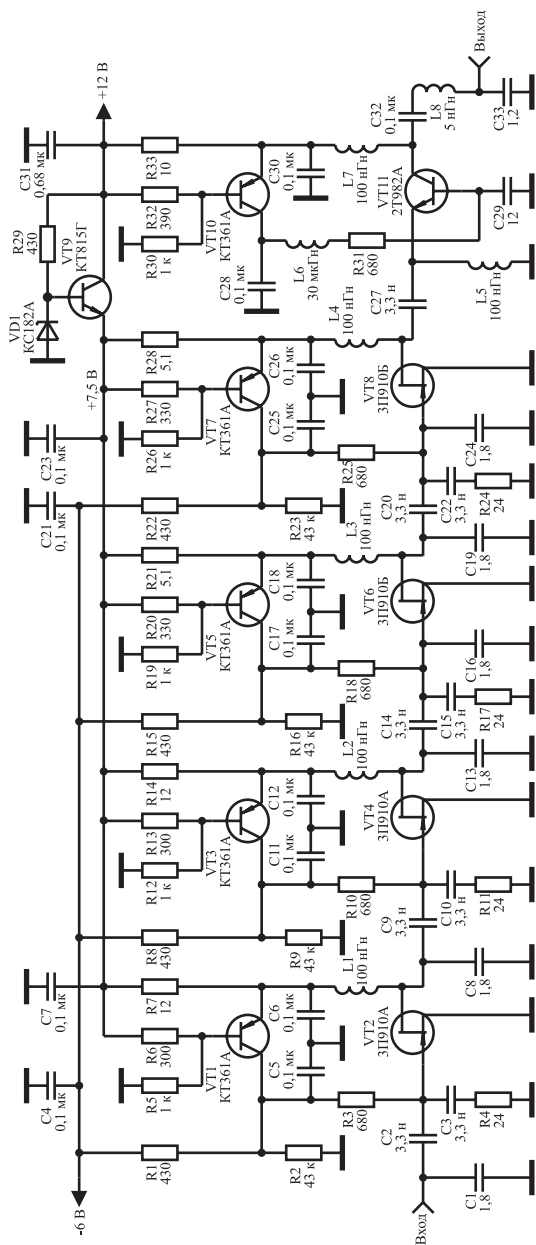 -6 В
C4
0,1 мк
C7
0,1 мк
C21
0,1 мк
C23
0,1 мк
+7,5 В
VD1
КС182А
R29
430
VT9
КТ815Г
C31
0,68 мк
+12 В
R1
430
R5
1 к
R6
300
R7
12
R8
430
R12
1 к
R13
300
R14
12
R15
430
R19
1 к
R20
330
R21
5,1
R22
430
R26
1 к
R27
330
R28
5,1
R30
1 к
R32
390
R33
10
VT1
КТ361А
VT3
КТ361А
VT5
КТ361А
VT7
КТ361А
VT10
КТ361А
R2
43 к
C5
0,1 мк
C6
0,1 мк
R9
43 к
C11
0,1 мк
C12
0,1 мк
R16
43 к
C17
0,1 мк
C18
0,1 мк
R23
43 к
C25
0,1 мк
C26
0,1 мк
C28
0,1 мк
C30
0,1 мк
R3
680
L1
100 нГн
R10
680
L2
100 нГн
R18
680
L3
100 нГн
R25
680
L4
100 нГн
L6
30 мкГн
R31
680
L7
100 нГн
C32
0,1 мк
L8
5 нГн
Выход
VT2
3П910А
VT4
3П910А
VT6
3П910Б
VT8
3П910Б
C27
3,3 н
VT11
2Т982А
Вход
C2
3,3 н
C3
3,3 н
C9
3,3 н
C10
3,3 н
C14
3,3 н
C15
3,3 н
C20
3,3 н
C22
3,3 н
C1
1,8
R4
24
C8
1,8
R11
24
C13
1,8
R17
24
C16
1,8
C19
1,8
R24
24
C24
1,8
L5
100 нГн
C29
12
C33
1,2